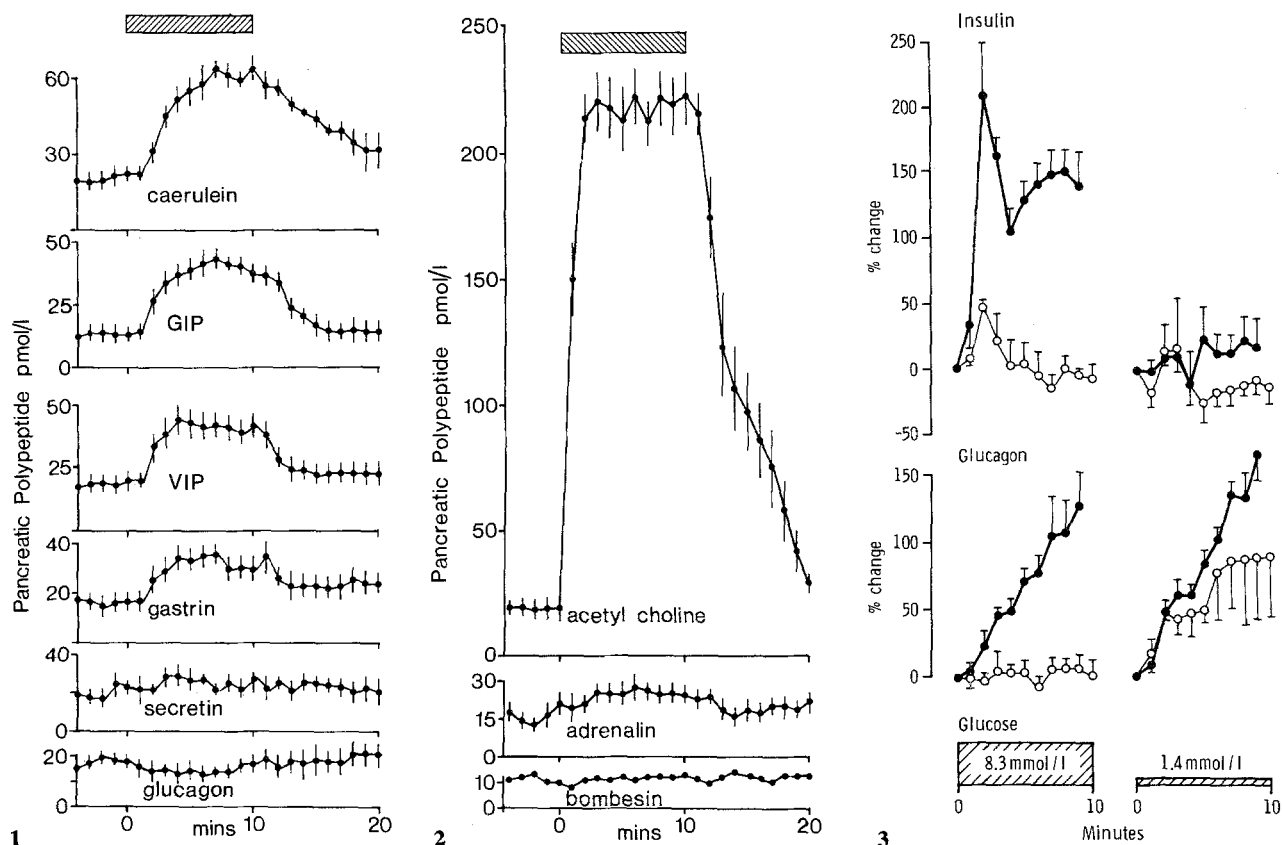 Pancreatic Polypeptide pmol/l
60
30
caerulein
50
25
0
GIP
50
25
0
VIP
40
20
0
gastrin
40
20
0
secretin
20
0
glucagon
0 10 20
mins
1
Pancreatic Polypeptide pmol/l
250
200
150
100
50
0
acetyl choline
30
15
0
adrenalin
10
0
bombesin
0 10 20
mins
2
Insulin
% change
250
200
150
100
50
0
-50
Glucagon
% change
150
100
50
0
Glucose
8.3 mmol/l
1.4 mmol/l
0 10 0 10
Minutes
3